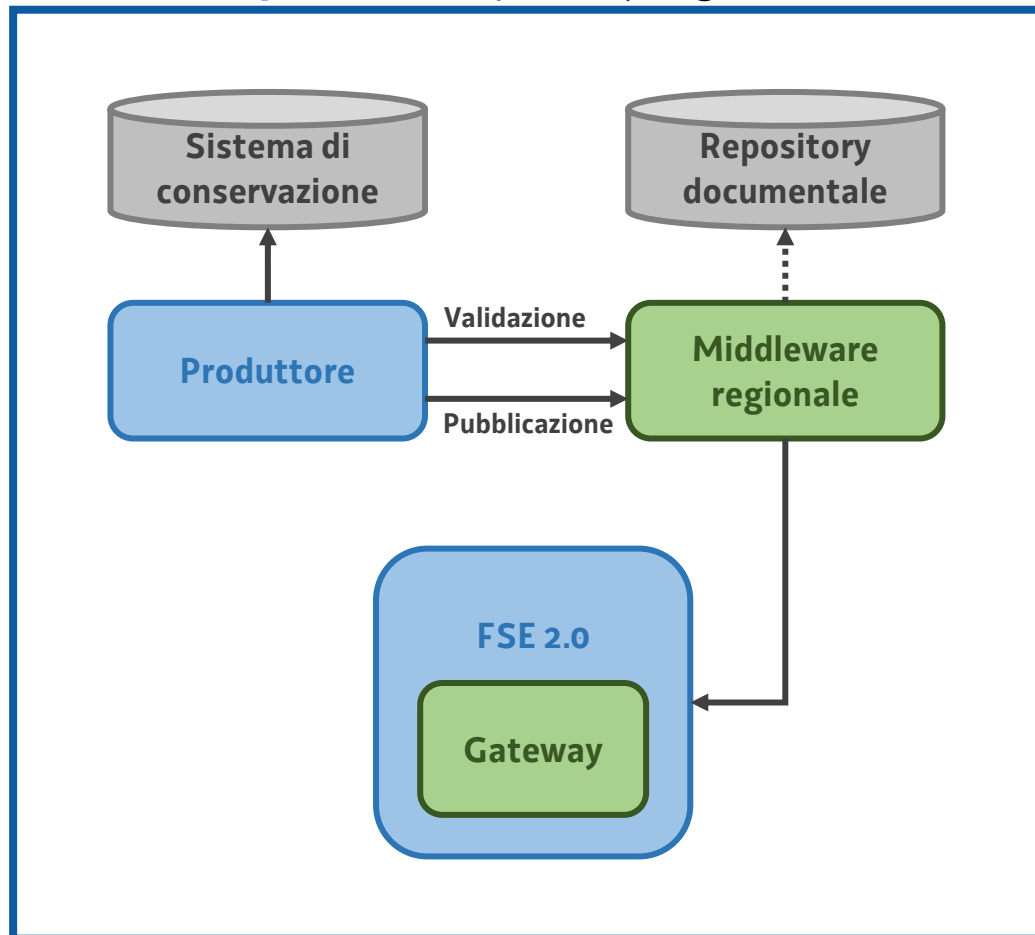 Sistema di
conservazione
Repository
documentale
Produttore
Validazione
Pubblicazione
Middleware
regionale
FSE 2.0
Gateway